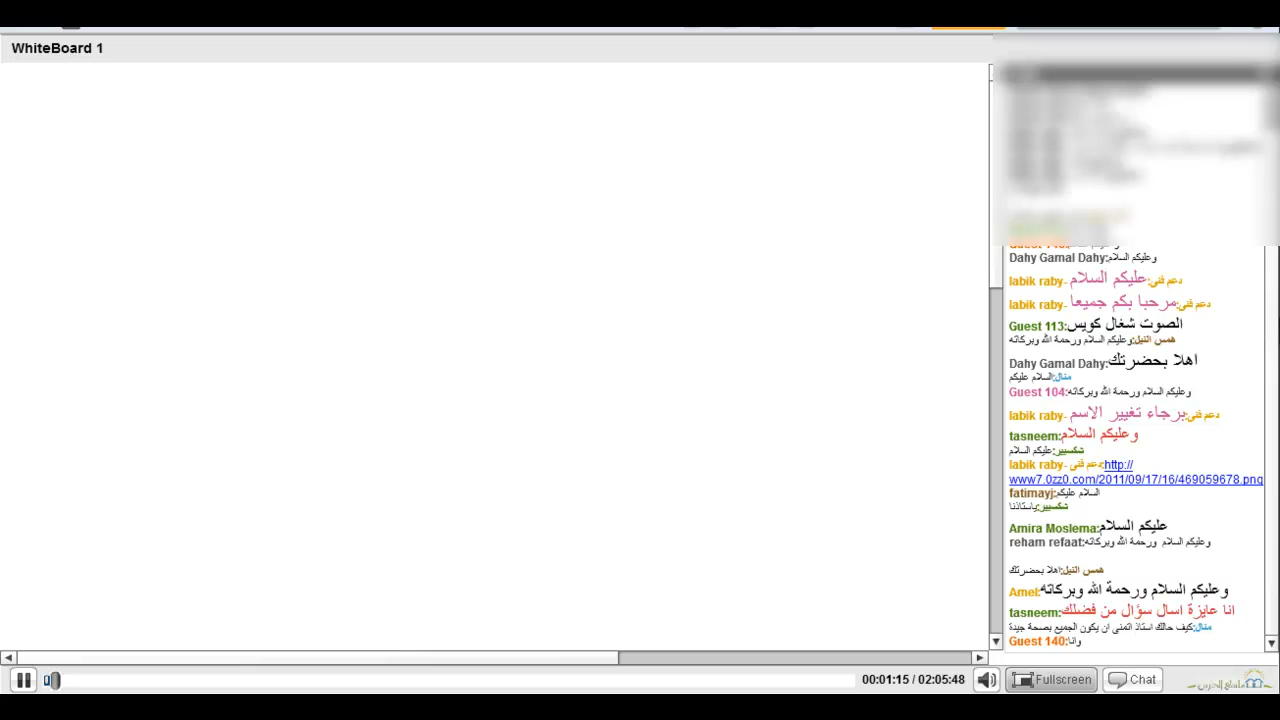 WhiteBoard 1
Dahy Gamal Dahy:وعليكم السلام
labik raby- دعم فنى:عليكم السلام
labik raby- دعم فنى:مرحبا بكم جميعا
Guest 113:الصوت شغال كويس
همس النيل:وعليكم السلام ورحمة الله وبركاته
Dahy Gamal Dahy:اهلا بحضرتك
منال:السلام عليكم
Guest 104:وعليكم السلام ورحمة الله وبركاته
labik raby- دعم فنى:برجاء تغيير الاسم
tasneem:وعليكم السلام
شكسبير:عليكم السلام
labik raby- دعم فنى:http://
www7.0zz0.com/2011/09/17/16/469059678.png
fatimayj:السلام عليكم
شكسبير:ياستاذنا
Amira Moslema:عليكم السلام
reham refaat:وعليكم السلام ورحمة الله وبركاته
همس النيل:اهلا بحضرتك
Amel:وعليكم السلام ورحمة الله وبركاته
tasneem:انا عايزة اسال سؤال من فضلك
منال:كيف حالك استاذ اتمنى ان يكون الجميع بصحة جيدة
Guest 140:وانا
00:01:15 / 02:05:48
Fullscreen
Chat